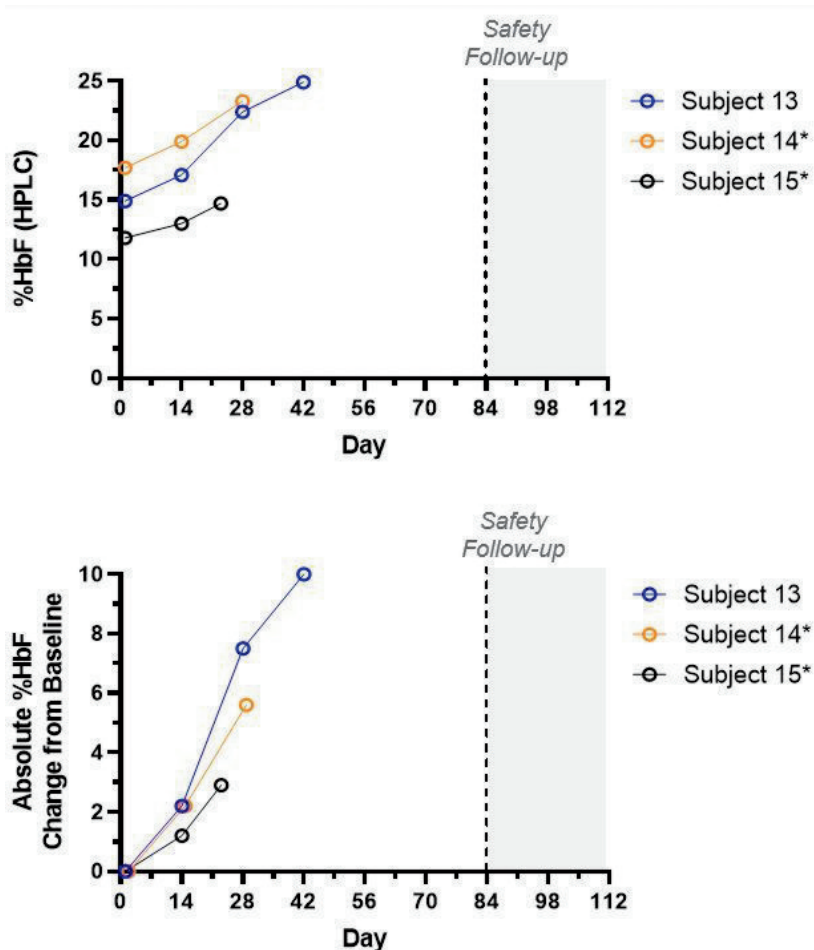 Safety
Follow-up
25
20
15
10
5
0
%HbF (HPLC)
0 14 28 42 56 70 84 98 112
Day
Subject 13
Subject 14*
Subject 15*
Safety
Follow-up
10
8
6
4
2
0
Absolute %HbF
Change from Baseline
0 14 28 42 56 70 84 98 112
Day
Subject 13
Subject 14*
Subject 15*